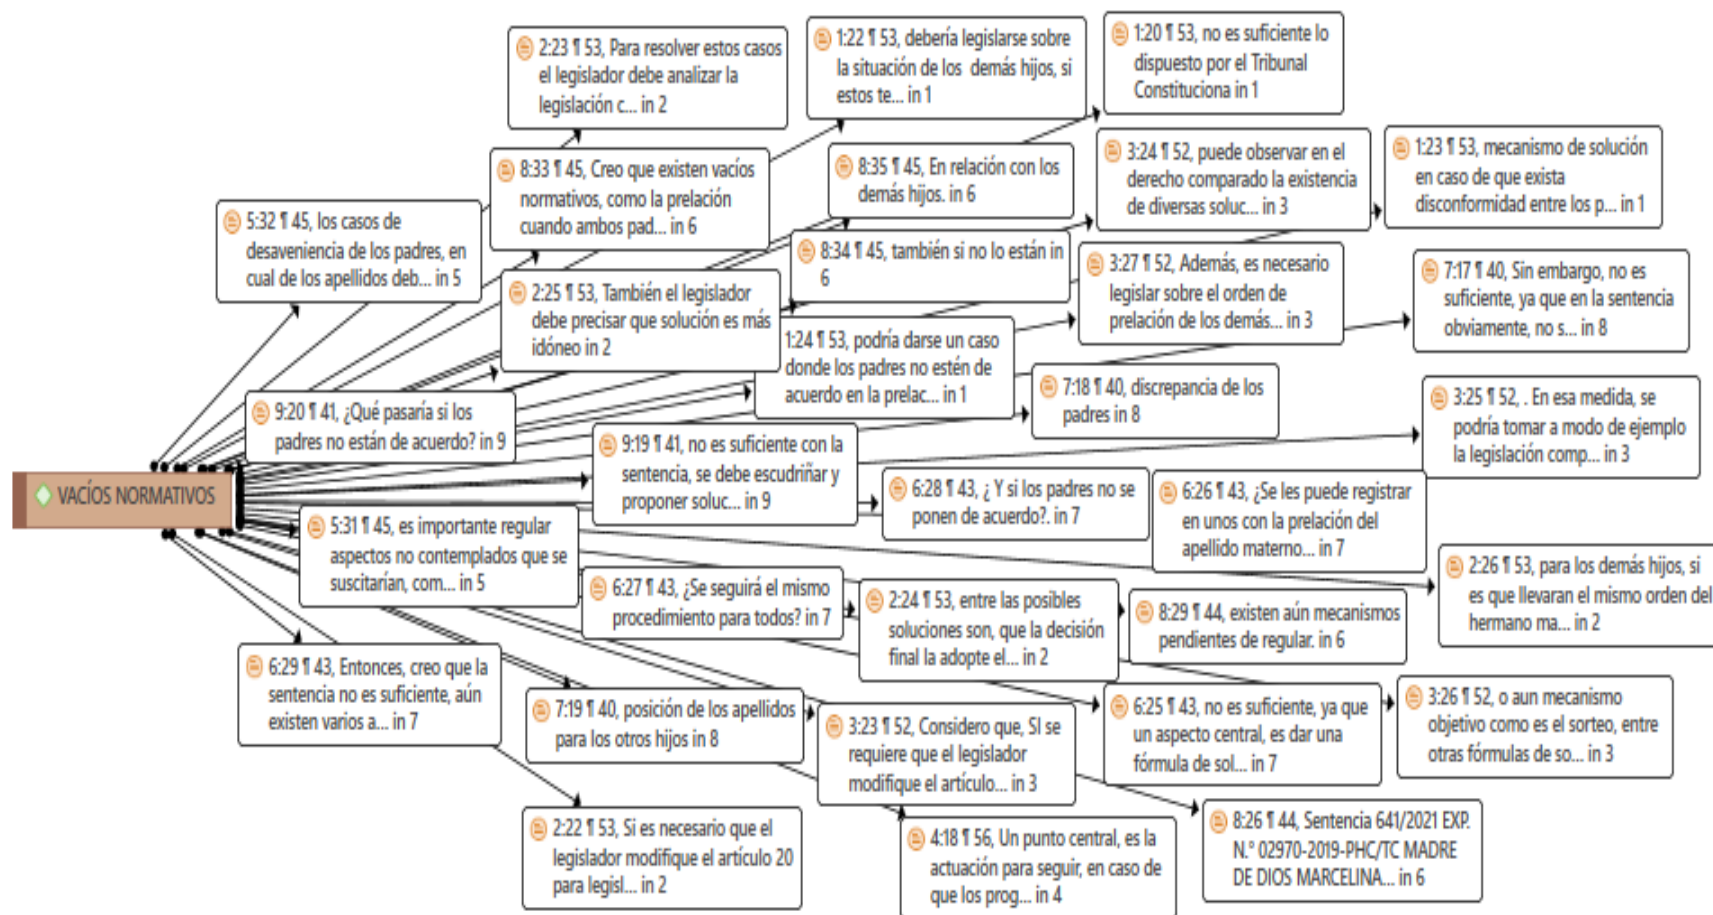 2:23 ¶ 53, Para resolver estos casos
el legislador debe analizar la
legislación c... in 2
1:22 ¶ 53, debería legislarse sobre
la situación de los demás hijos, si
estos te... in 1
1:20 ¶ 53, no es suficiente lo
dispuesto por el Tribunal
Constituciona in 1
8:33 ¶ 45, Creo que existen vacíos
normativos, como la prelación
cuando ambos pad... in 6
8:35 ¶ 45, En relación con los
demás hijos. in 6
3:24 ¶ 52, puede observar en el
derecho comparado la existencia
de diversas soluc... in 3
1:23 ¶ 53, mecanismo de solución
en caso de que exista
disconformidad entre los p... in 1
5:32 ¶ 45, los casos de
desaveniencia de los padres, en
cual de los apellidos deb... in 5
8:34 ¶ 45, también si no lo están in
6
3:27 ¶ 52, Además, es necesario
legislar sobre el orden de
prelación de los demás... in 3
7:17 ¶ 40, Sin embargo, no es
suficiente, ya que en la sentencia
obviamente, no s... in 8
2:25 ¶ 53, También el legislador
debe precisar que solución es más
idóneo in 2
1:24 ¶ 53, podría darse un caso
donde los padres no estén de
acuerdo en la prelac... in 1
7:18 ¶ 40, discrepancia de los
padres in 8
3:25 ¶ 52, . En esa medida, se
podría tomar a modo de ejemplo
la legislación comp... in 3
9:20 ¶ 41, ¿Qué pasaría si los
padres no están de acuerdo? in 9
9:19 ¶ 41, no es suficiente con la
sentencia, se debe escudriñar y
proponer soluc... in 9
VACÍOS NORMATIVOS
6:28 ¶ 43, ¿ Y si los padres no se
ponen de acuerdo?. in 7
6:26 ¶ 43, ¿Se les puede registrar
en unos con la prelación del
apellido materno... in 7
5:31 ¶ 45, es importante regular
aspectos no contemplados que se
suscitarían, com... in 5
2:26 ¶ 53, para los demás hijos, si
es que llevaran el mismo orden del
hermano ma... in 2
6:27 ¶ 43, ¿Se seguirá el mismo
procedimiento para todos? in 7
2:24 ¶ 53, entre las posibles
soluciones son, que la decisión
final la adopte el... in 2
8:29 ¶ 44, existen aún mecanismos
pendientes de regular. in 6
6:29 ¶ 43, Entonces, creo que la
sentencia no es suficiente, aún
existen varios a... in 7
7:19 ¶ 40, posición de los apellidos
para los otros hijos in 8
3:23 ¶ 52, Considero que, SI se
requiere que el legislador
modifique el artículo... in 3
6:25 ¶ 43, no es suficiente, ya que
un aspecto central, es dar una
fórmula de sol... in 7
3:26 ¶ 52, o aun mecanismo
objetivo como es el sorteo, entre
otras fórmulas de so... in 3
2:22 ¶ 53, Si es necesario que el
legislador modifique el artículo 20
para legisl... in 2
4:18 ¶ 56, Un punto central, es la
actuación para seguir, en caso de
que los prog... in 4
8:26 ¶ 44, Sentencia 641/2021 EXP.
N.° 02970-2019-PHC/TC MADRE
DE DIOS MARCELINA... in 6